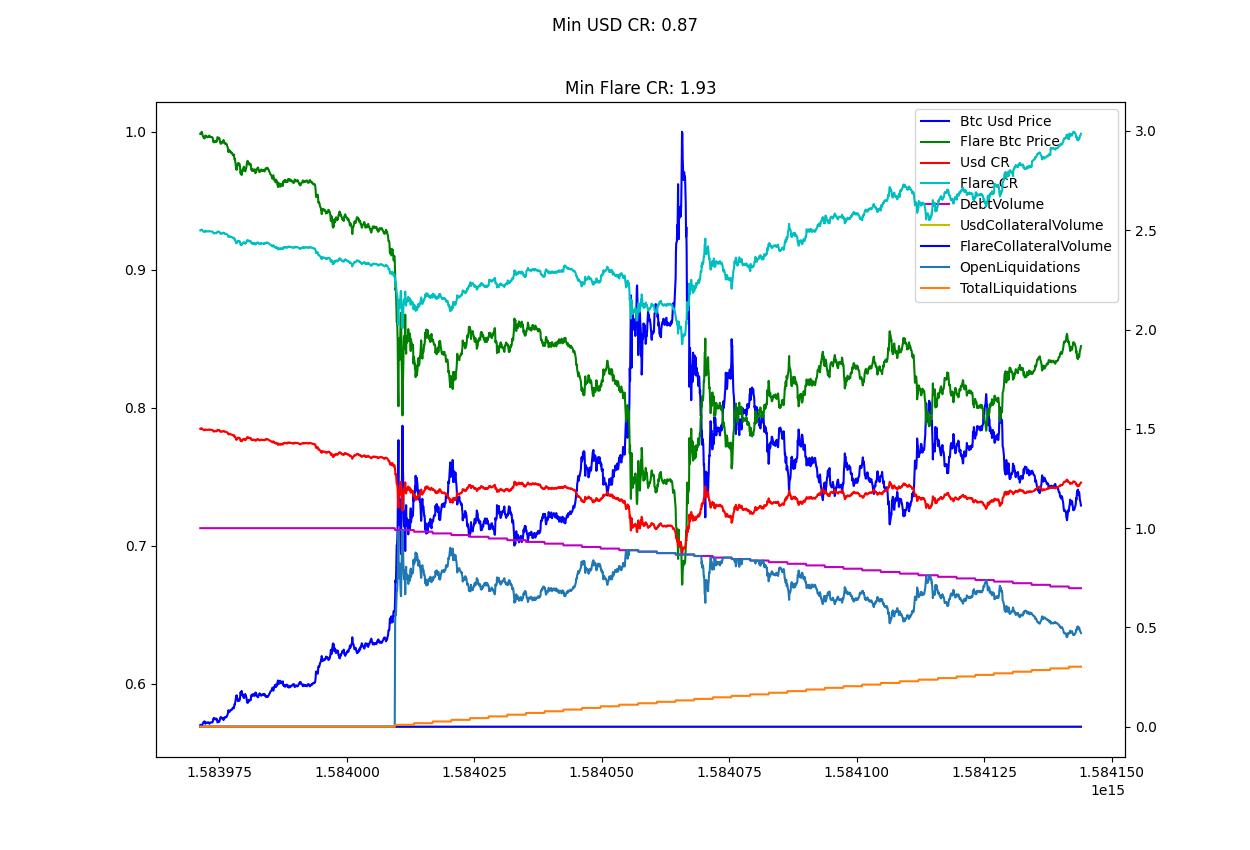 Min USD CR: 0.87
Min Flare CR: 1.93
Btc Usd Price
Flare Btc Price
Usd CR
Flare CR
DebtVolume
UsdCollateralVolume
FlareCollateralVolume
OpenLiquidations
TotalLiquidations
1.0
0.9
0.8
0.7
0.6
3.0
2.5
2.0
1.5
1.0
0.5
0.0
1.583975 1.584000 1.584025 1.584050 1.584075 1.584100 1.584125 1.584150
1e15